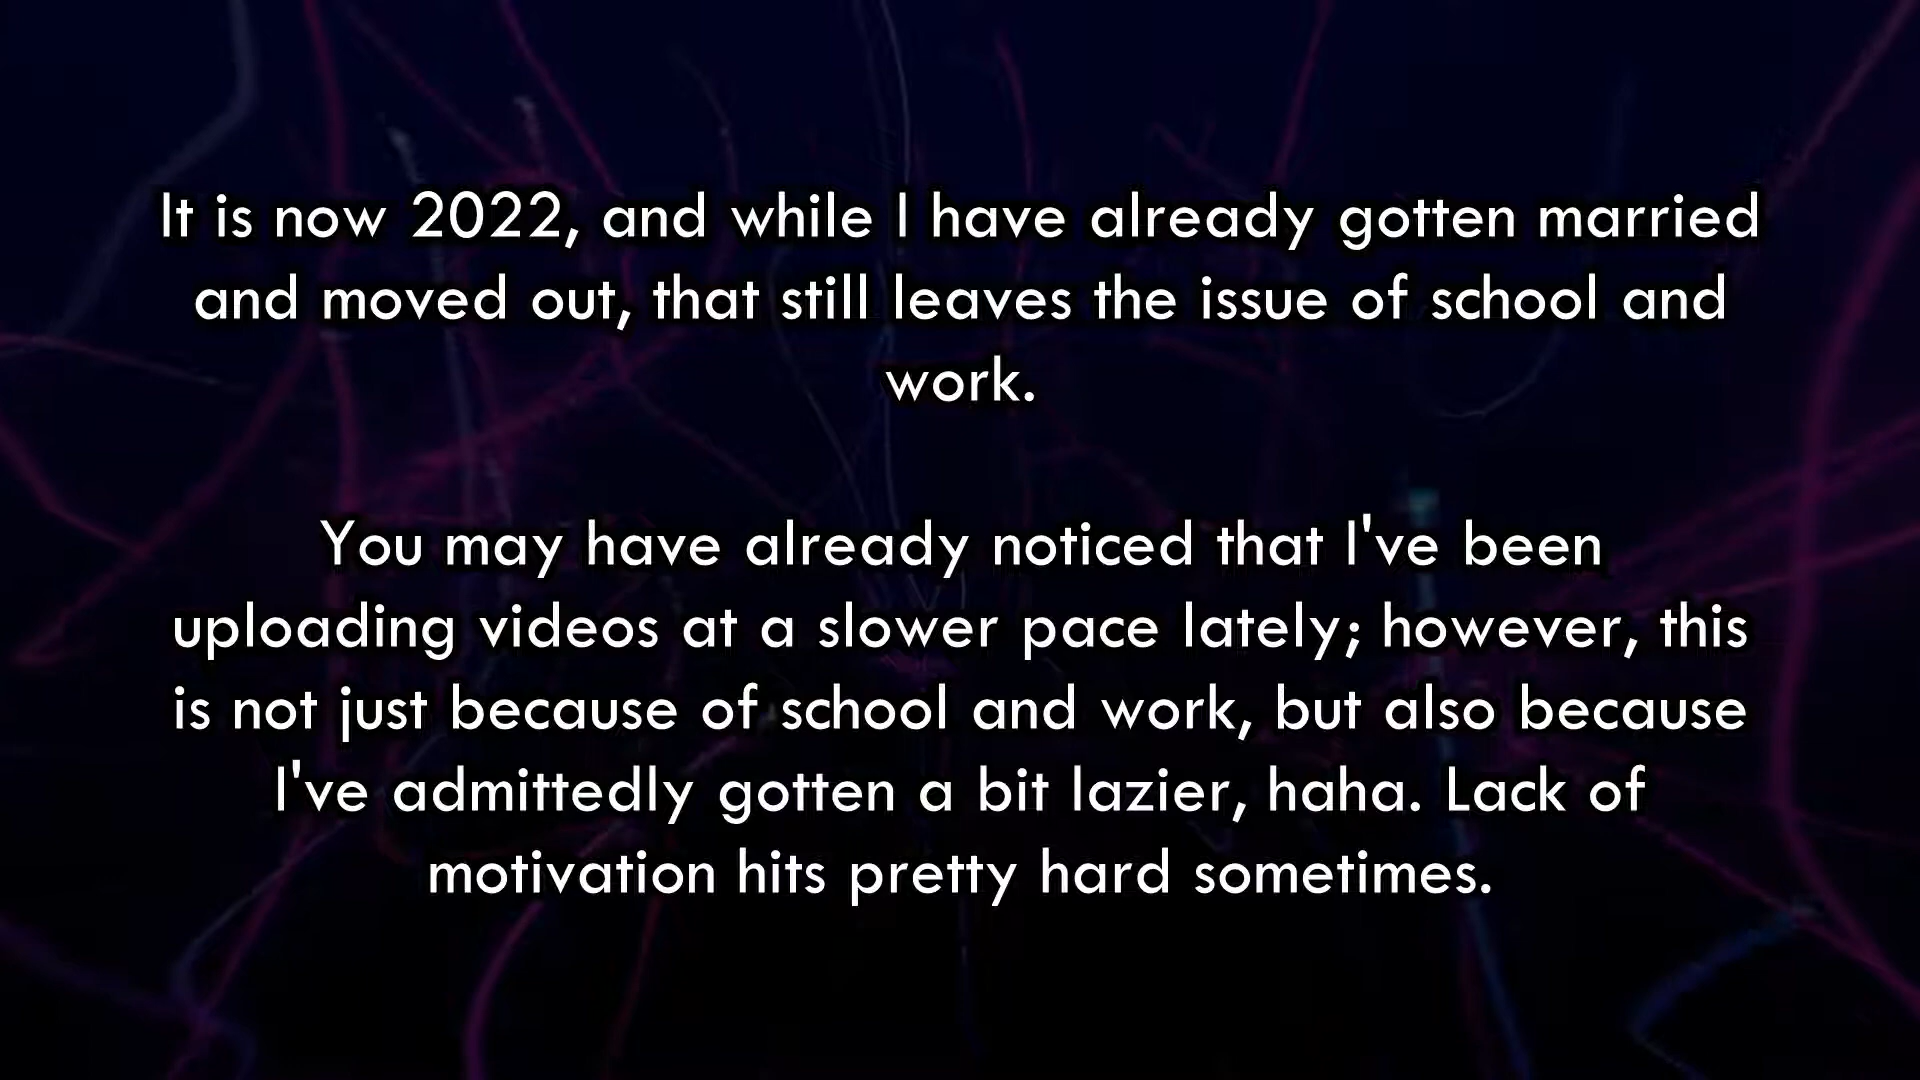 It is now 2022, and while I have already gotten married
and moved out, that still leaves the issue of school and
work.
You may have already noticed that I've been
uploading videos at a slower pace lately; however, this
is not just because of school and work, but also because
I've admittedly gotten a bit lazier, haha. Lack of
motivation hits pretty hard sometimes.